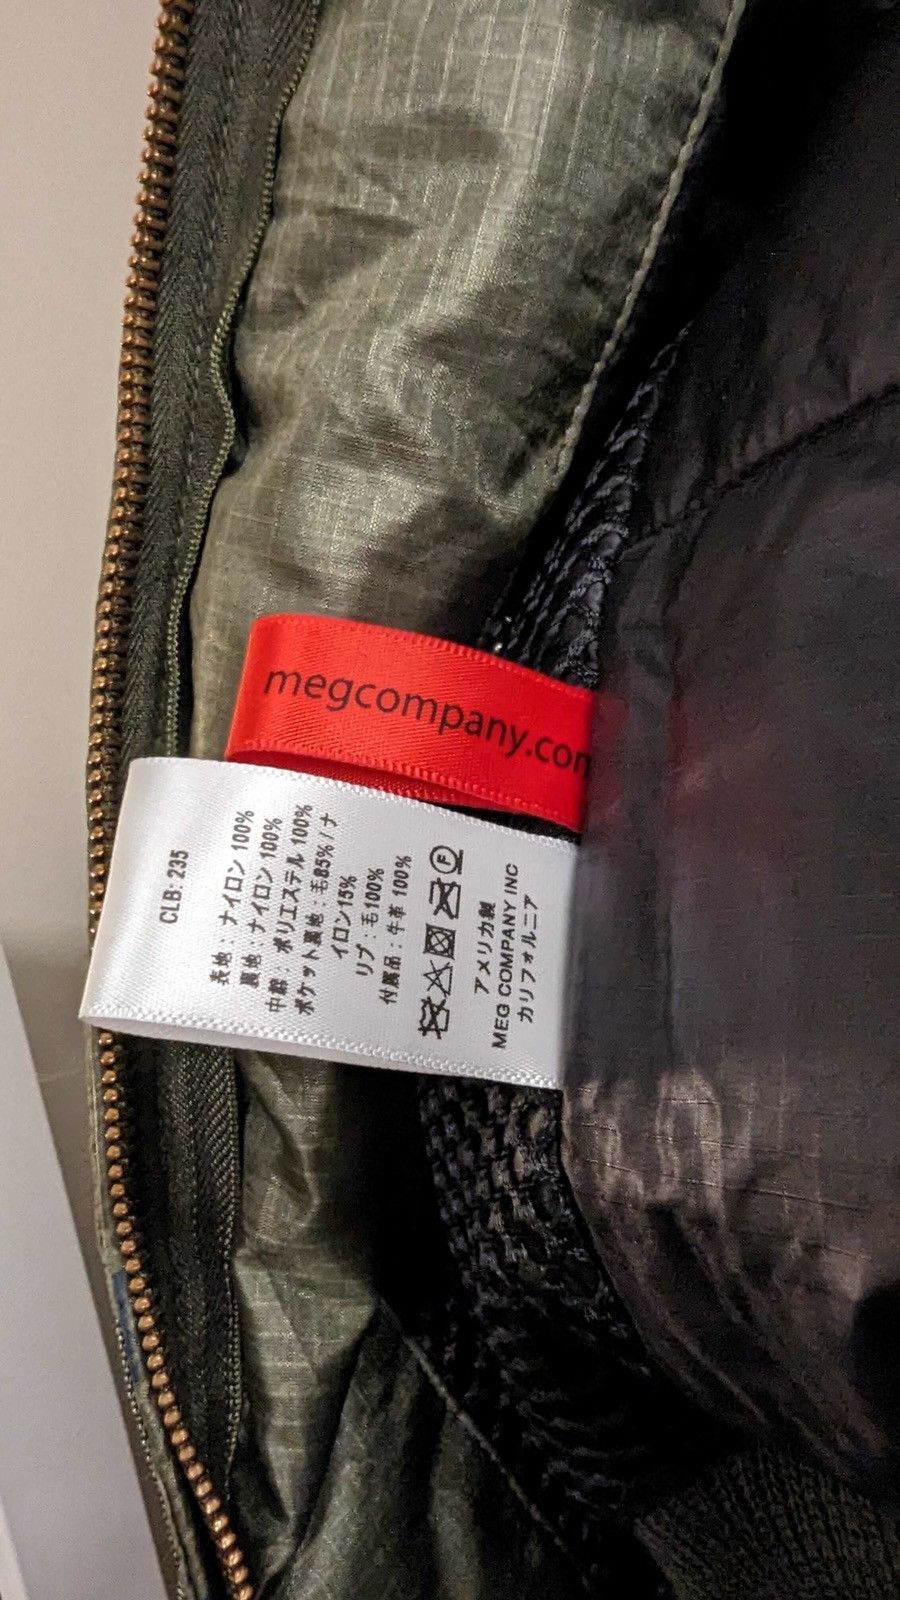 megcompany.com
CLB: 235
表地：ナイロン 100%
裏地：ナイロン 100%
中綿：ポリエステル 100%
ポケット裏地：毛85% / ナ
イロン15%
リブ：毛100%
付属品：牛革 100%
F
アメリカ製
MEG COMPANY INC
カリフォルニア